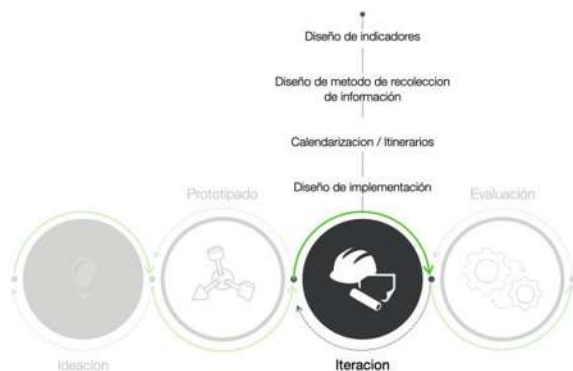 Diseño de indicadores
Diseño de metodo de recoleccion
de información
Calendarizacion / Itinerarios
Diseño de implementación
Prototipado
Evaluación
Ideacion
Iteracion